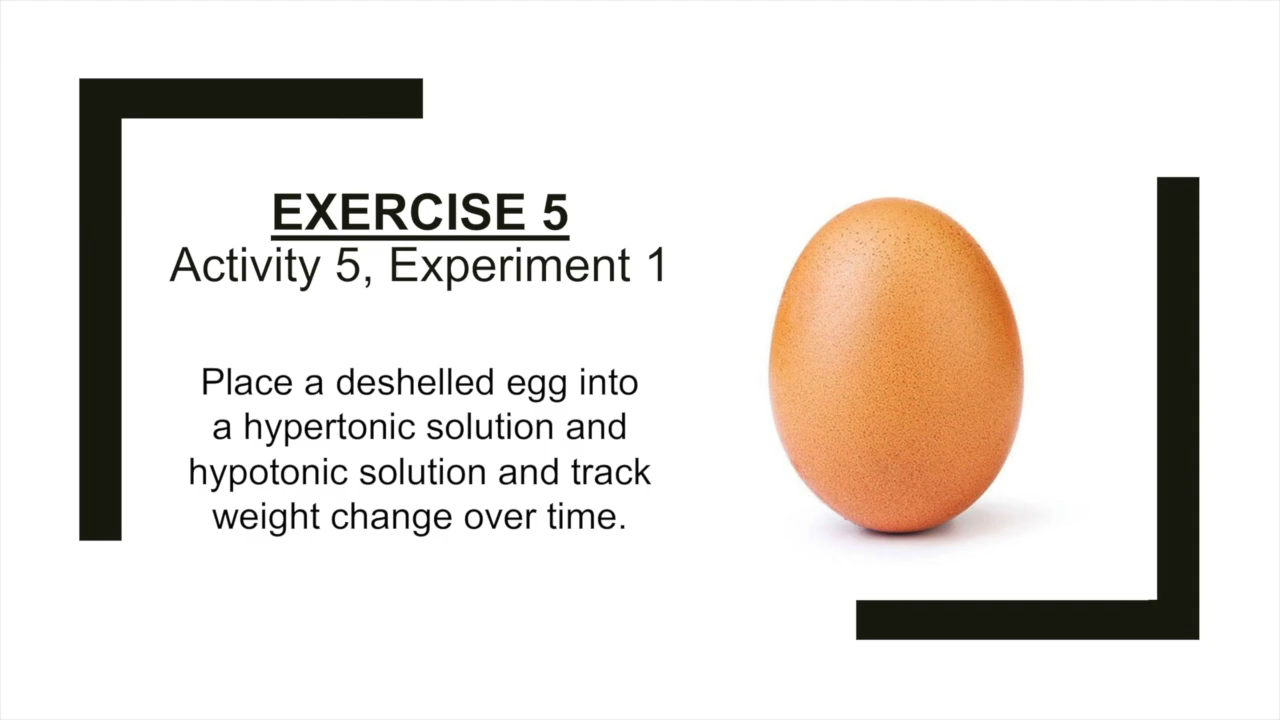 EXERCISE 5
Activity 5, Experiment 1
Place a deshelled egg into
a hypertonic solution and
hypotonic solution and track
weight change over time.